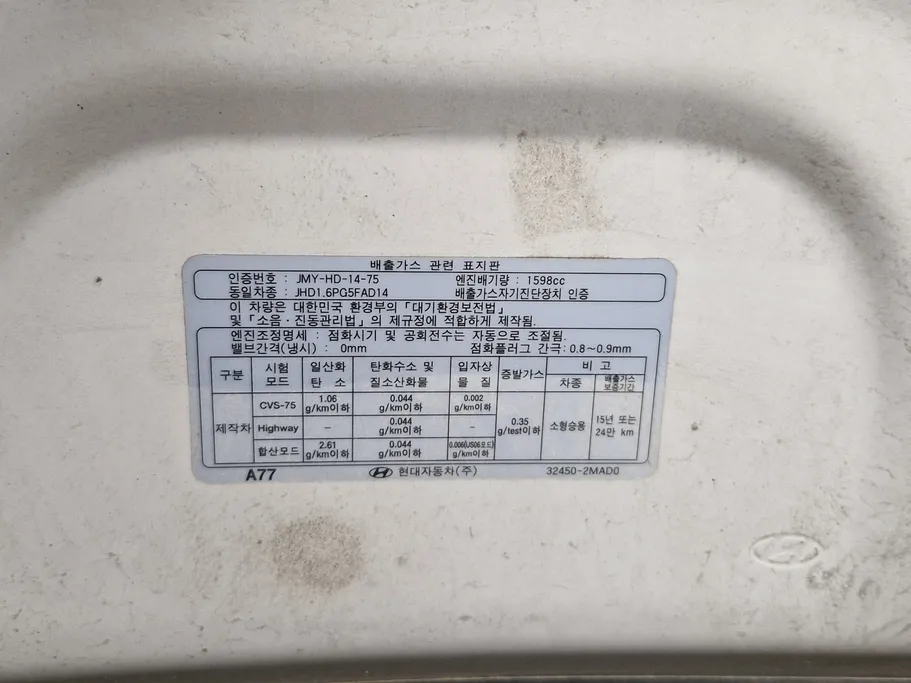 배출가스 관련 표지판
인증번호 : JMY-HD-14-75 엔진배기량 : 1598cc
동일차종 : JHD1.6PG5FAD14 배출가스자기진단장치 인증
이 차량은 대한민국 환경부의 「대기환경보전법」
및 「소음·진동관리법」의 제규정에 적합하게 제작됨.
엔진조정명세 : 점화시기 및 공회전수는 자동으로 조절됨.
밸브간격(냉시) : 0mm 점화플러그 간극: 0.8~0.9mm
구분 시험 모드 일산화 탄소 탄화수소 및 질소산화물 입자상 물질 증발가스 비고
차종 배출가스 보증기간
제작차 CVS-75 1.06 g/km이하 0.044 g/km이하 0.002 g/km이하 0.35 g/test이하 소형승용 15년 또는 24만 km
Highway – 0.044 g/km이하 –
합산모드 2.61 g/km이하 0.044 g/km이하 0.006(US06모드) g/km이하
A77 현대자동차(주) 32450-2MAD0